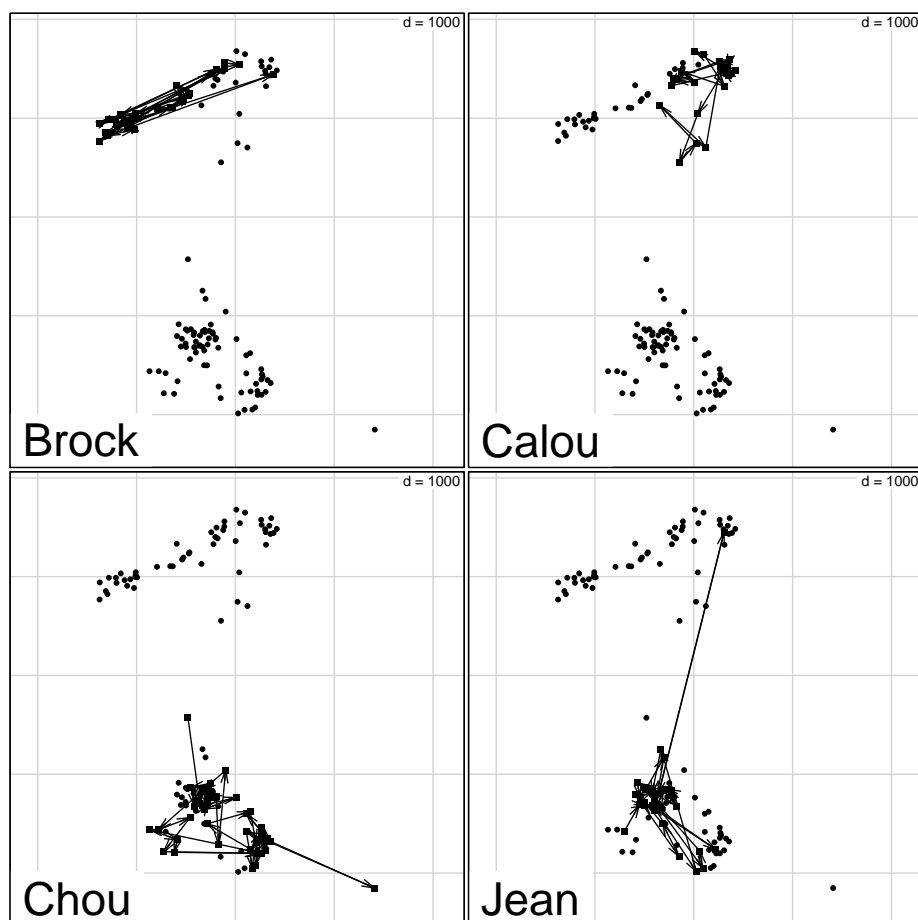 d = 1000
Brock
d = 1000
Calou
d = 1000
Chou
d = 1000
Jean